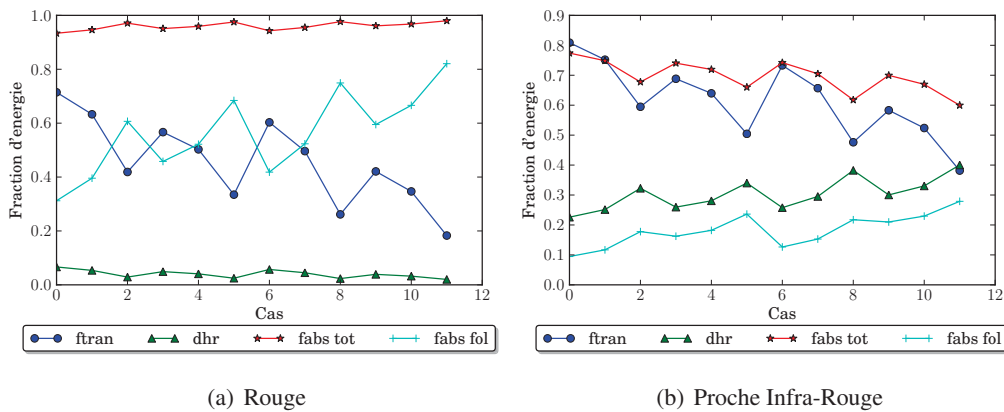 1.0
0.8
0.6
0.4
0.2
0.0
Fraction d'energie
0 2 4 6 8 10 12
Cas
ftran dhr fabs tot fabs fol
(a) Rouge
0.9
0.8
0.7
0.6
0.5
0.4
0.3
0.2
0.1
0.0
Fraction d'energie
0 2 4 6 8 10 12
Cas
ftran dhr fabs tot fabs fol
(b) Proche Infra-Rouge